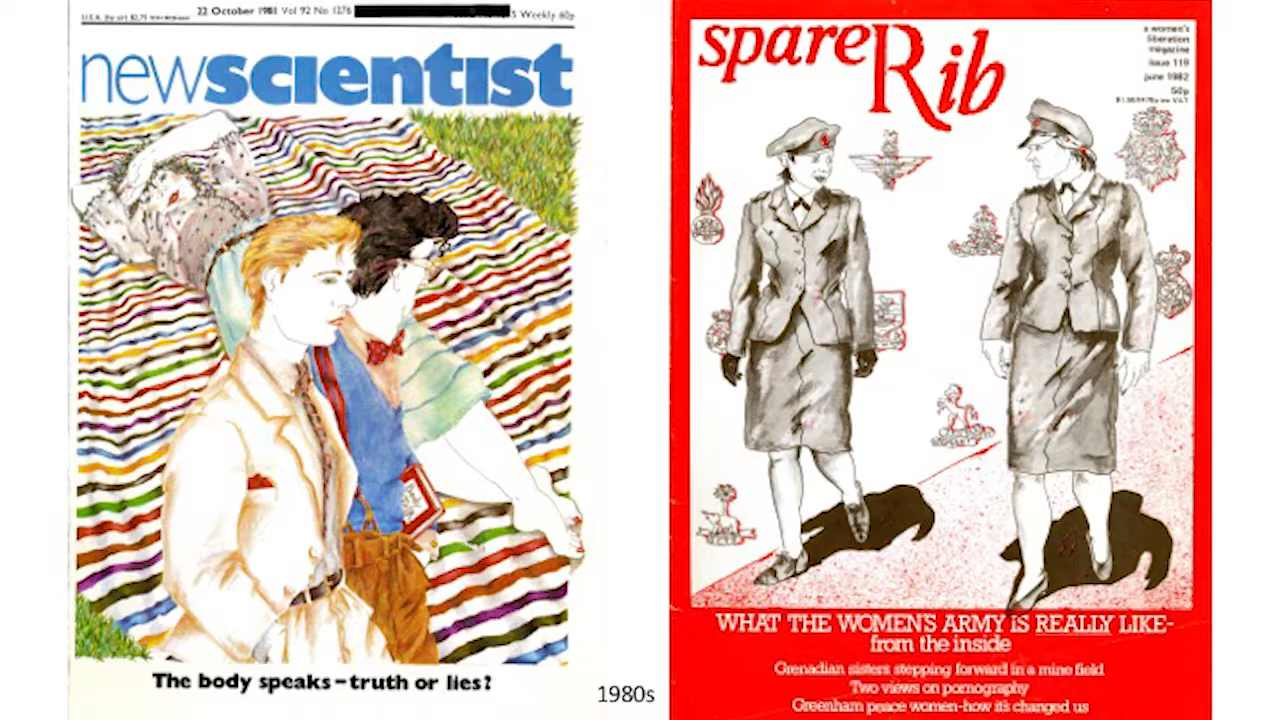 22 October 1981 Vol 92 No 1276
Weekly 60p
newscientist
The body speaks – truth or lies?
1980s
spare Rib
a women's
liberation
magazine
issue 119
june 1982
50p
WHAT THE WOMEN'S ARMY iS REALLY LIKE-
from the inside
Grenadian sisters stepping forward in a mine field
Two views on pornography
Greenham peace women-how it's changed us